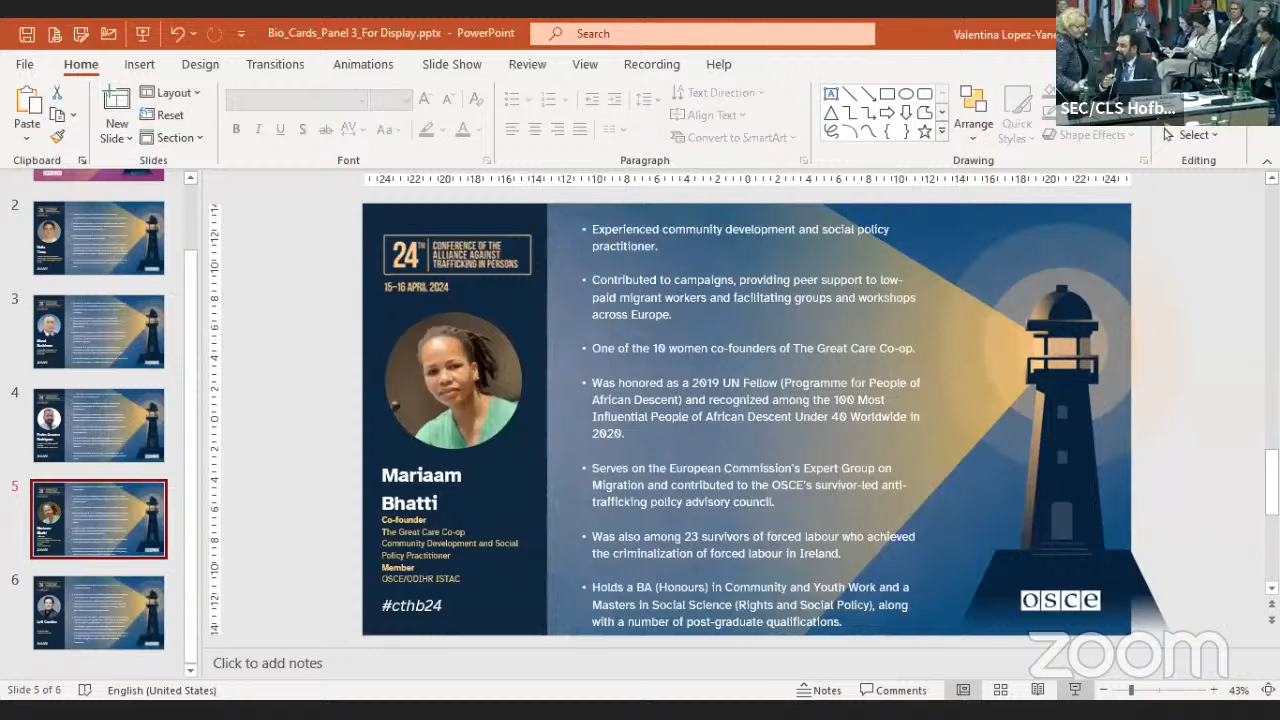 Bio_Cards_Panel 3_For Display.pptx - PowerPoint
Search
Valentina Lopez-Yane
File
Home
Insert
Design
Transitions
Animations
Slide Show
Review
View
Recording
Help
Paste
New
Slide
Layout
Reset
Section
Text Direction
Align Text
Convert to SmartArt
Arrange
Quick
Styles
Shape Effects
Select
SEC/CLS Hofb...
Clipboard
Slides
Font
Paragraph
Drawing
Editing
2
3
4
5
6
24TH
CONFERENCE OF THE
ALLIANCE AGAINST
TRAFFICKING IN PERSONS
15-16 APRIL 2024
Mariaam
Bhatti
Co-founder
The Great Care Co-op
Community Development and Social
Policy Practitioner
Member
OSCE/ODIHR ISTAC
#cthb24
• Experienced community development and social policy
practitioner.
• Contributed to campaigns, providing peer support to low-
paid migrant workers and facilitating groups and workshops
across Europe.
• One of the 10 women co-founders of The Great Care Co-op.
• Was honored as a 2019 UN Fellow (Programme for People of
African Descent) and recognized among the 100 Most
Influential People of African Descent Under 40 Worldwide in
2020.
• Serves on the European Commission's Expert Group on
Migration and contributed to the OSCE's survivor-led anti-
trafficking policy advisory council.
• Was also among 23 survivors of forced labour who achieved
the criminalization of forced labour in Ireland.
• Holds a BA (Honours) in Community and Youth Work and a
Masters in Social Science (Rights and Social Policy), along
with a number of post-graduate qualifications.
osce
zoom
Click to add notes
Slide 5 of 6
English (United States)
Notes
Comments
43%